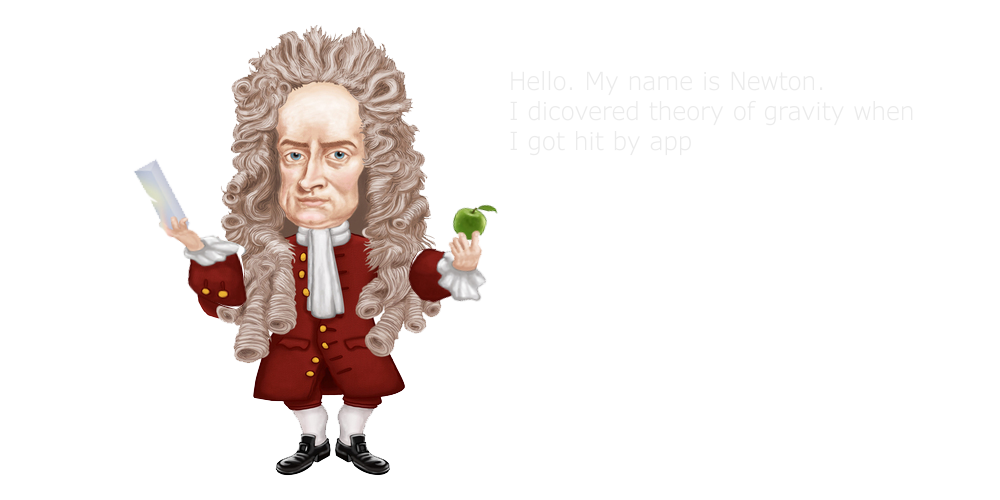 Hello. My name is Newton.
I dicovered theory of gravity when
I got hit by app